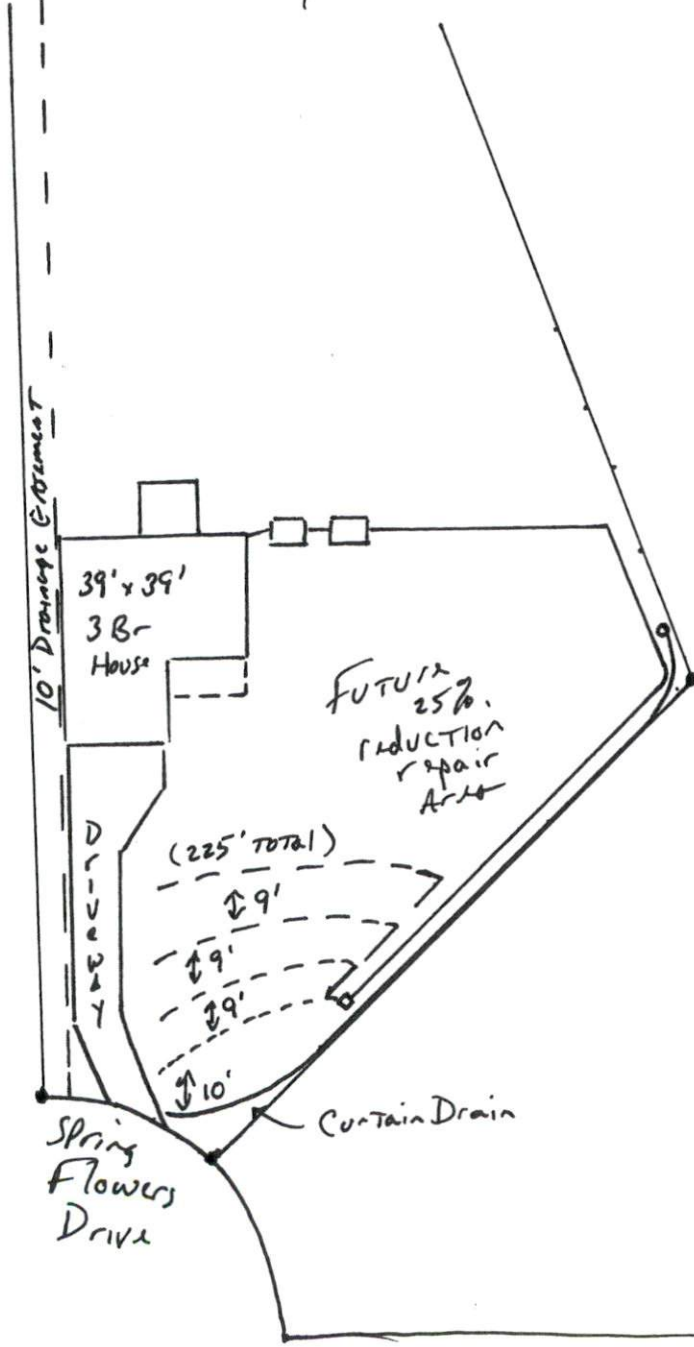 10' Drainage Easement
39' x 39'
3 Br
House
Future
25%.
reduction
repair
Area
(225' TOTAL)
9'
9'
9'
10'
Driveway
Curtain Drain
Spring
Flowers
Drive